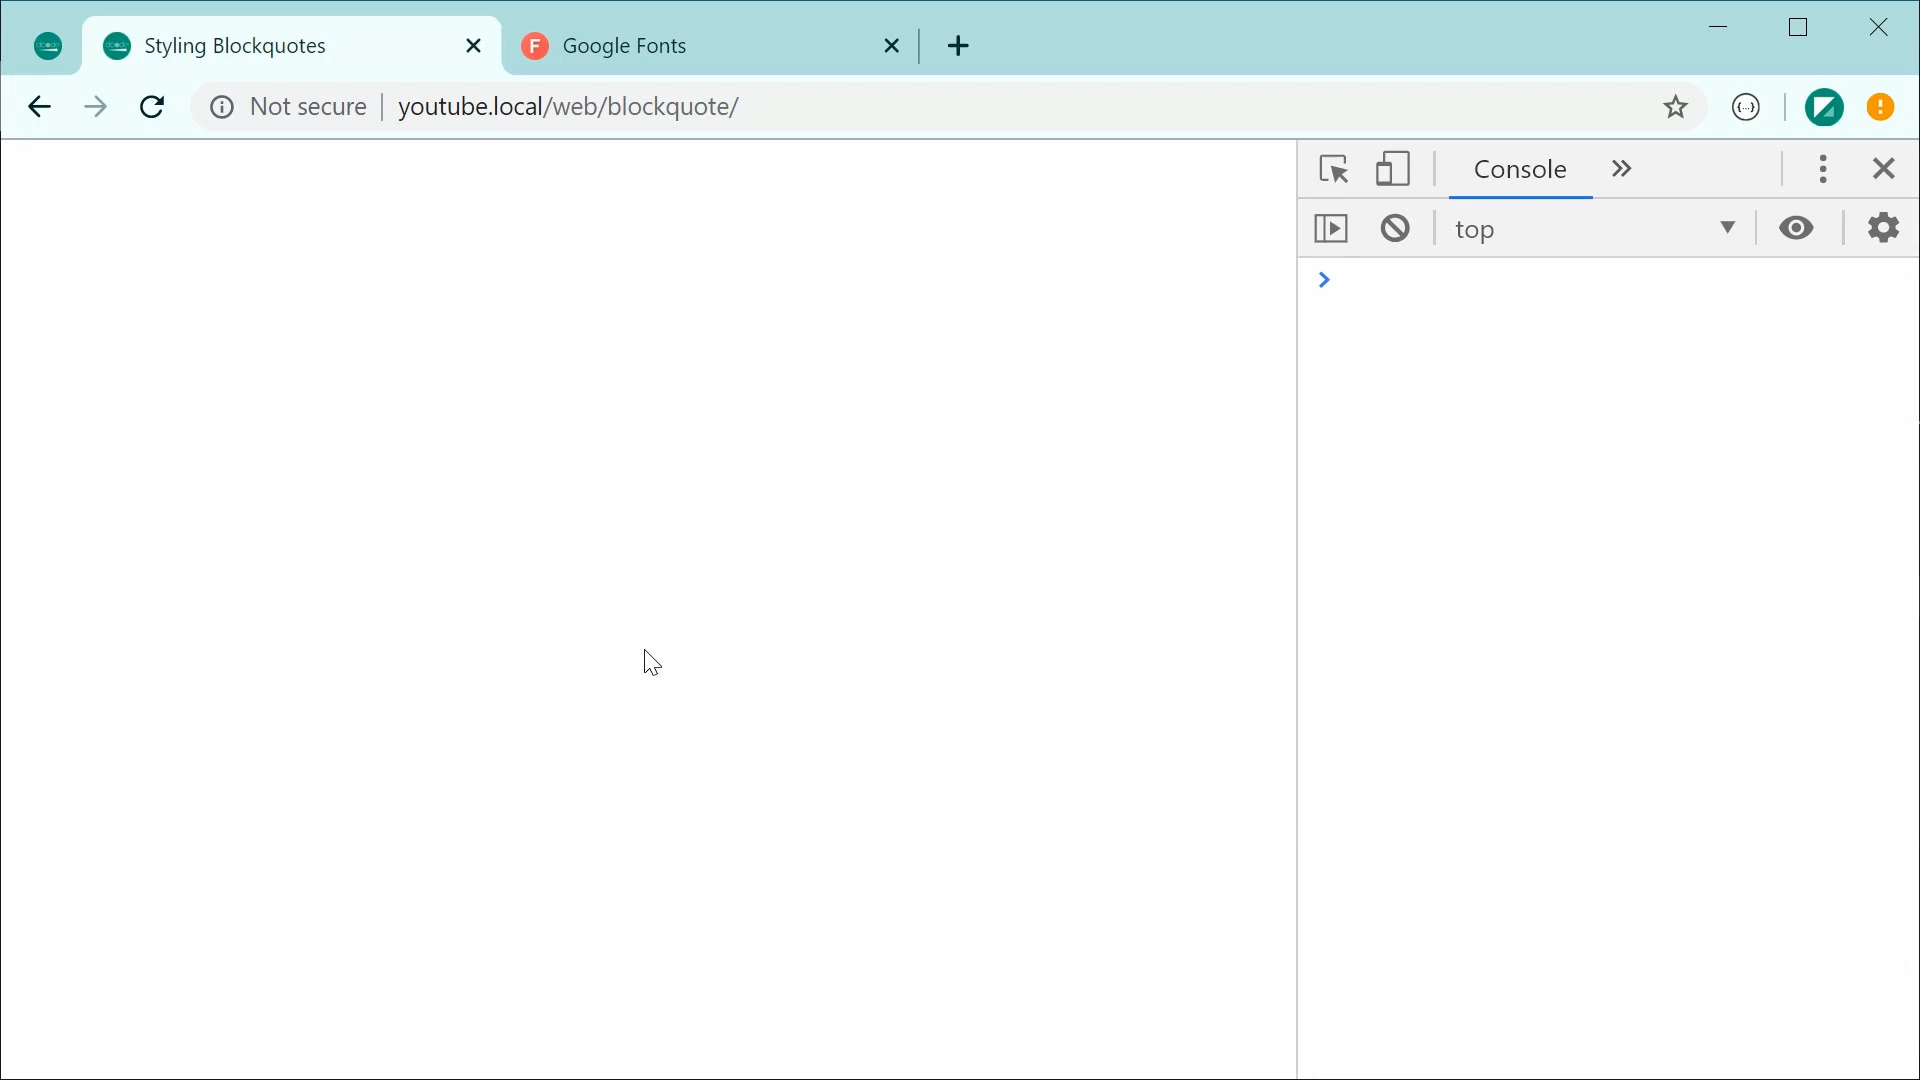 Styling Blockquotes
F Google Fonts
Not secure | youtube.local/web/blockquote/
{...}
Console
top